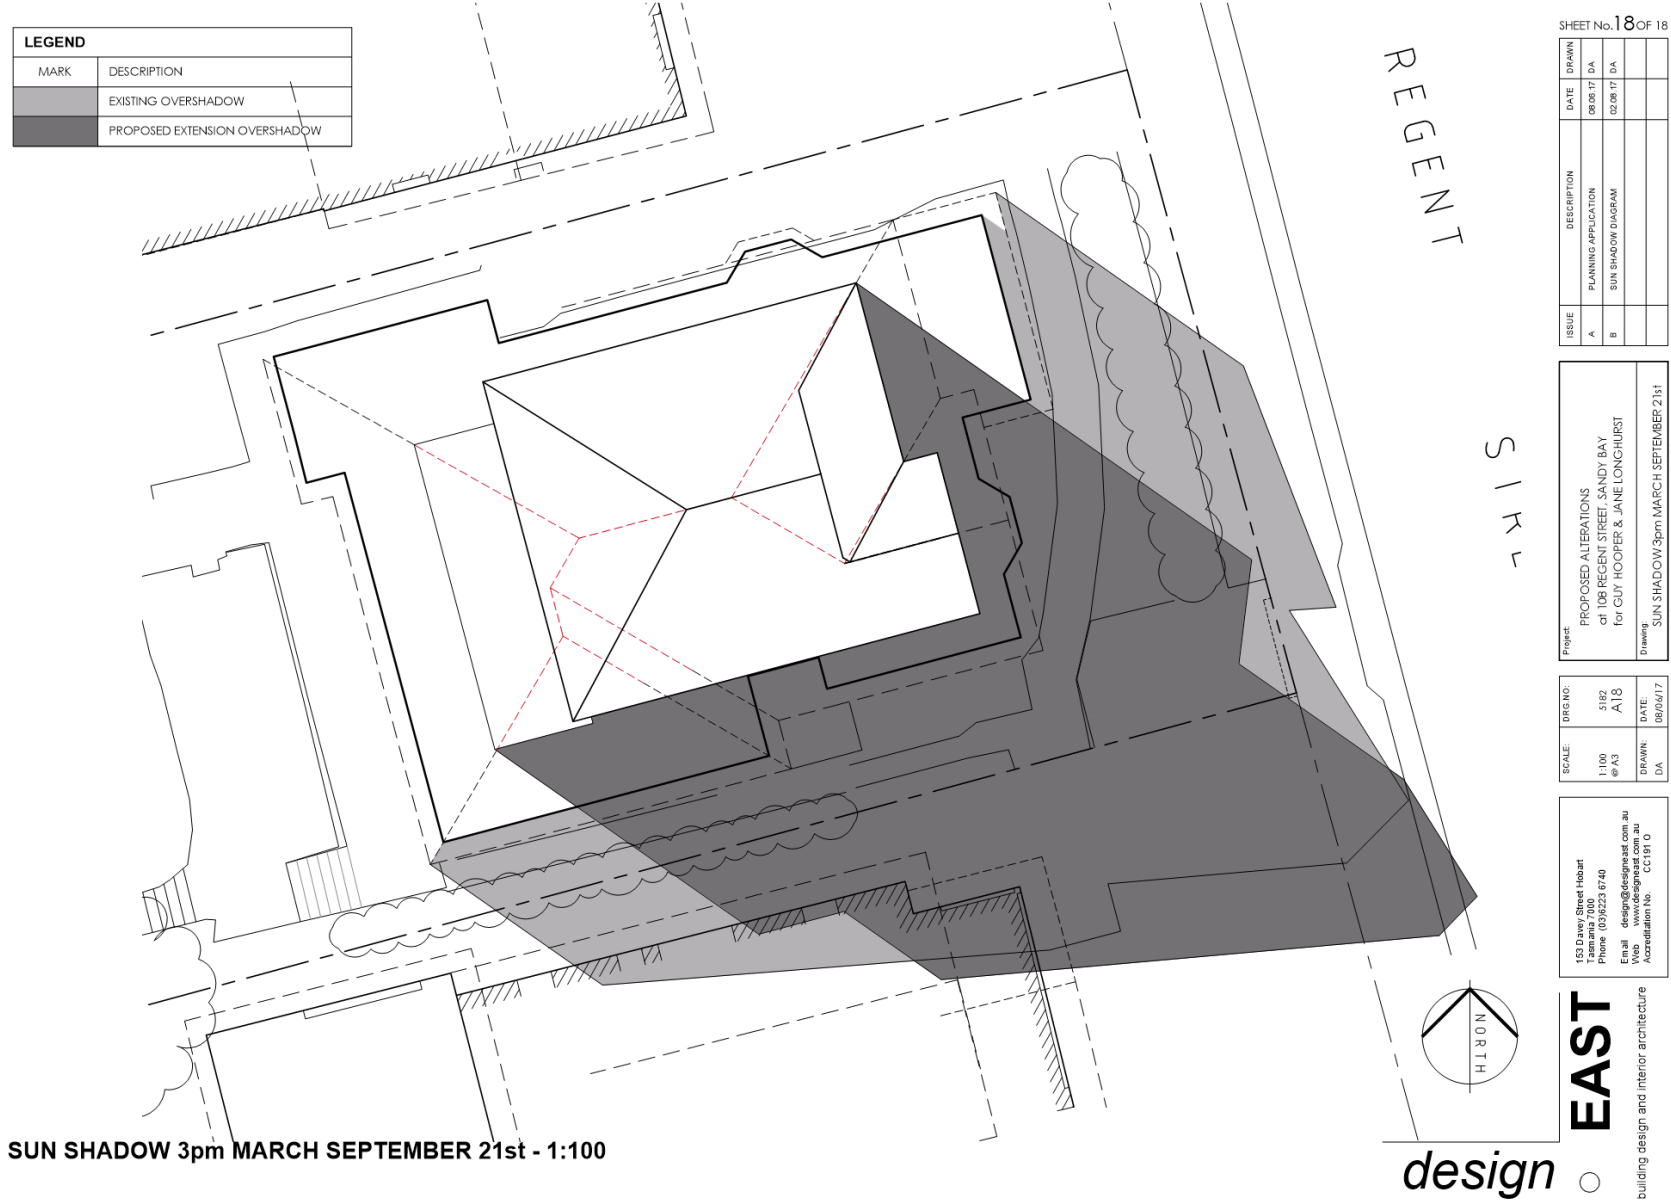 LEGEND
MARK DESCRIPTION
EXISTING OVERSHADOW
PROPOSED EXTENSION OVERSHADOW
REGENT
SHEET No.18 OF 18
ISSUE DESCRIPTION DATE DRAWN
A PLANNING APPLICATION 08.06.17 DA
B SUN SHADOW DIAGRAM 02.08.17 DA
Project:
PROPOSED ALTERATIONS
at 108 REGENT STREET, SANDY BAY
for GUY HOOPER & JANE LONGHURST
Drawing:
SUN SHADOW 3pm MARCH SEPTEMBER 21st
SCALE: DRG.NO:
1:100 5182
@ A3 A18
DRAWN: DATE:
DA 08/06/17
153 Davey Street Hobart
Tasmania 7000
Phone (03)6223 6740
Email design@designeast.com.au
Web www.designeast.com.au
Accreditation No. CC191 O
NORTH
EAST
design
building design and interior architecture
SUN SHADOW 3pm MARCH SEPTEMBER 21st - 1:100